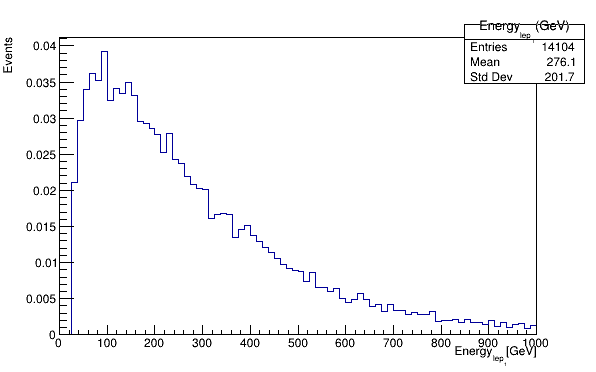 Energy_lep_1 (GeV)
Entries 14104
Mean 276.1
Std Dev 201.7
Events
0.04
0.035
0.03
0.025
0.02
0.015
0.01
0.005
0
0 100 200 300 400 500 600 700 800 900 1000
Energy_lep_1 [GeV]